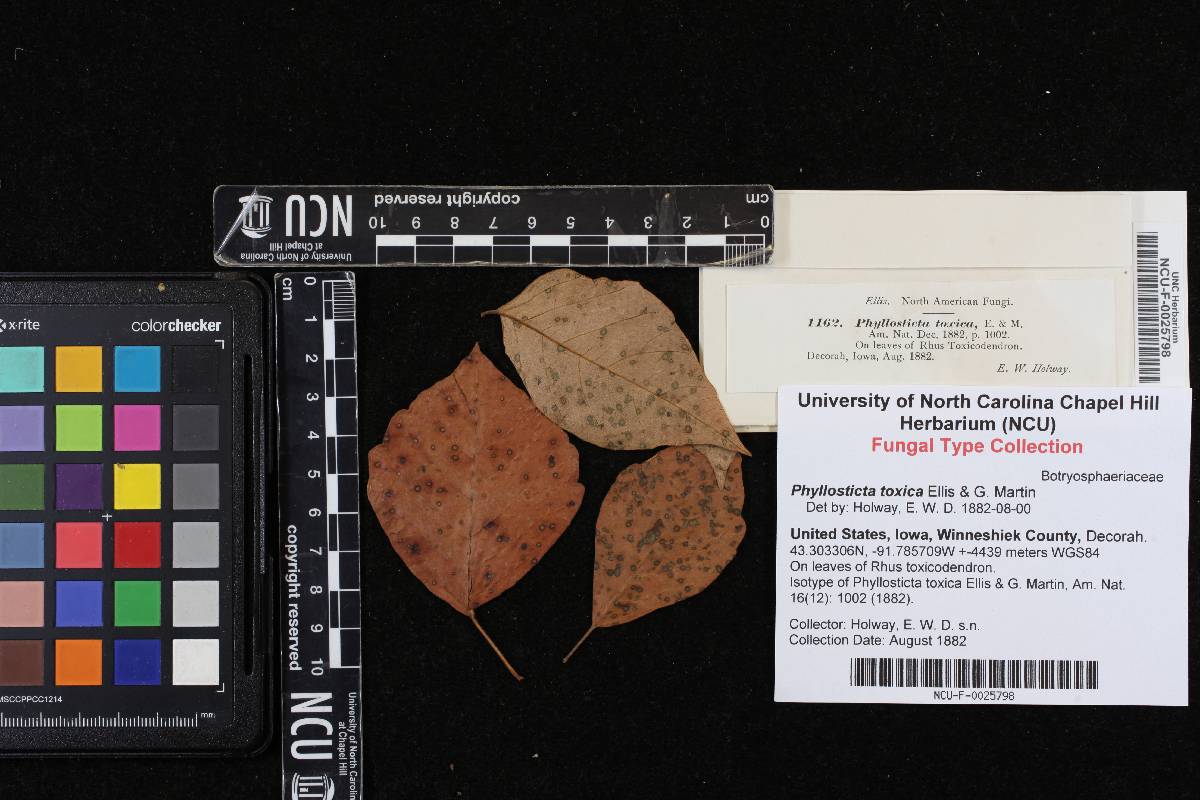 x-rite
colorchecker
MSCCPPCC1214
mm
NCU
University of North Carolina
at Chapel Hill
copyright reserved
cm
0 1 2 3 4 5 6 7 8 9 10
cm
0
1
2
3
4
5
6
7
8
9
10
copyright reserved
NCU
University of North Carolina
at Chapel Hill
Ellis. North American Fungi.
1162. Phyllosticta toxica, E. & M.
Am. Nat. Dec. 1882, p. 1002.
On leaves of Rhus Toxicodendron.
Decorah, Iowa, Aug. 1882.
E. W. Holway.
UNC Herbarium
NCU-F-0025798
University of North Carolina Chapel Hill
Herbarium (NCU)
Fungal Type Collection
Botryosphaeriaceae
Phyllosticta toxica Ellis & G. Martin
Det by: Holway, E. W. D. 1882-08-00
United States, Iowa, Winneshiek County, Decorah.
43.303306N, -91.785709W +-4439 meters WGS84
On leaves of Rhus toxicodendron.
Isotype of Phyllosticta toxica Ellis & G. Martin, Am. Nat.
16(12): 1002 (1882).
Collector: Holway, E. W. D. s.n.
Collection Date: August 1882
NCU-F-0025798